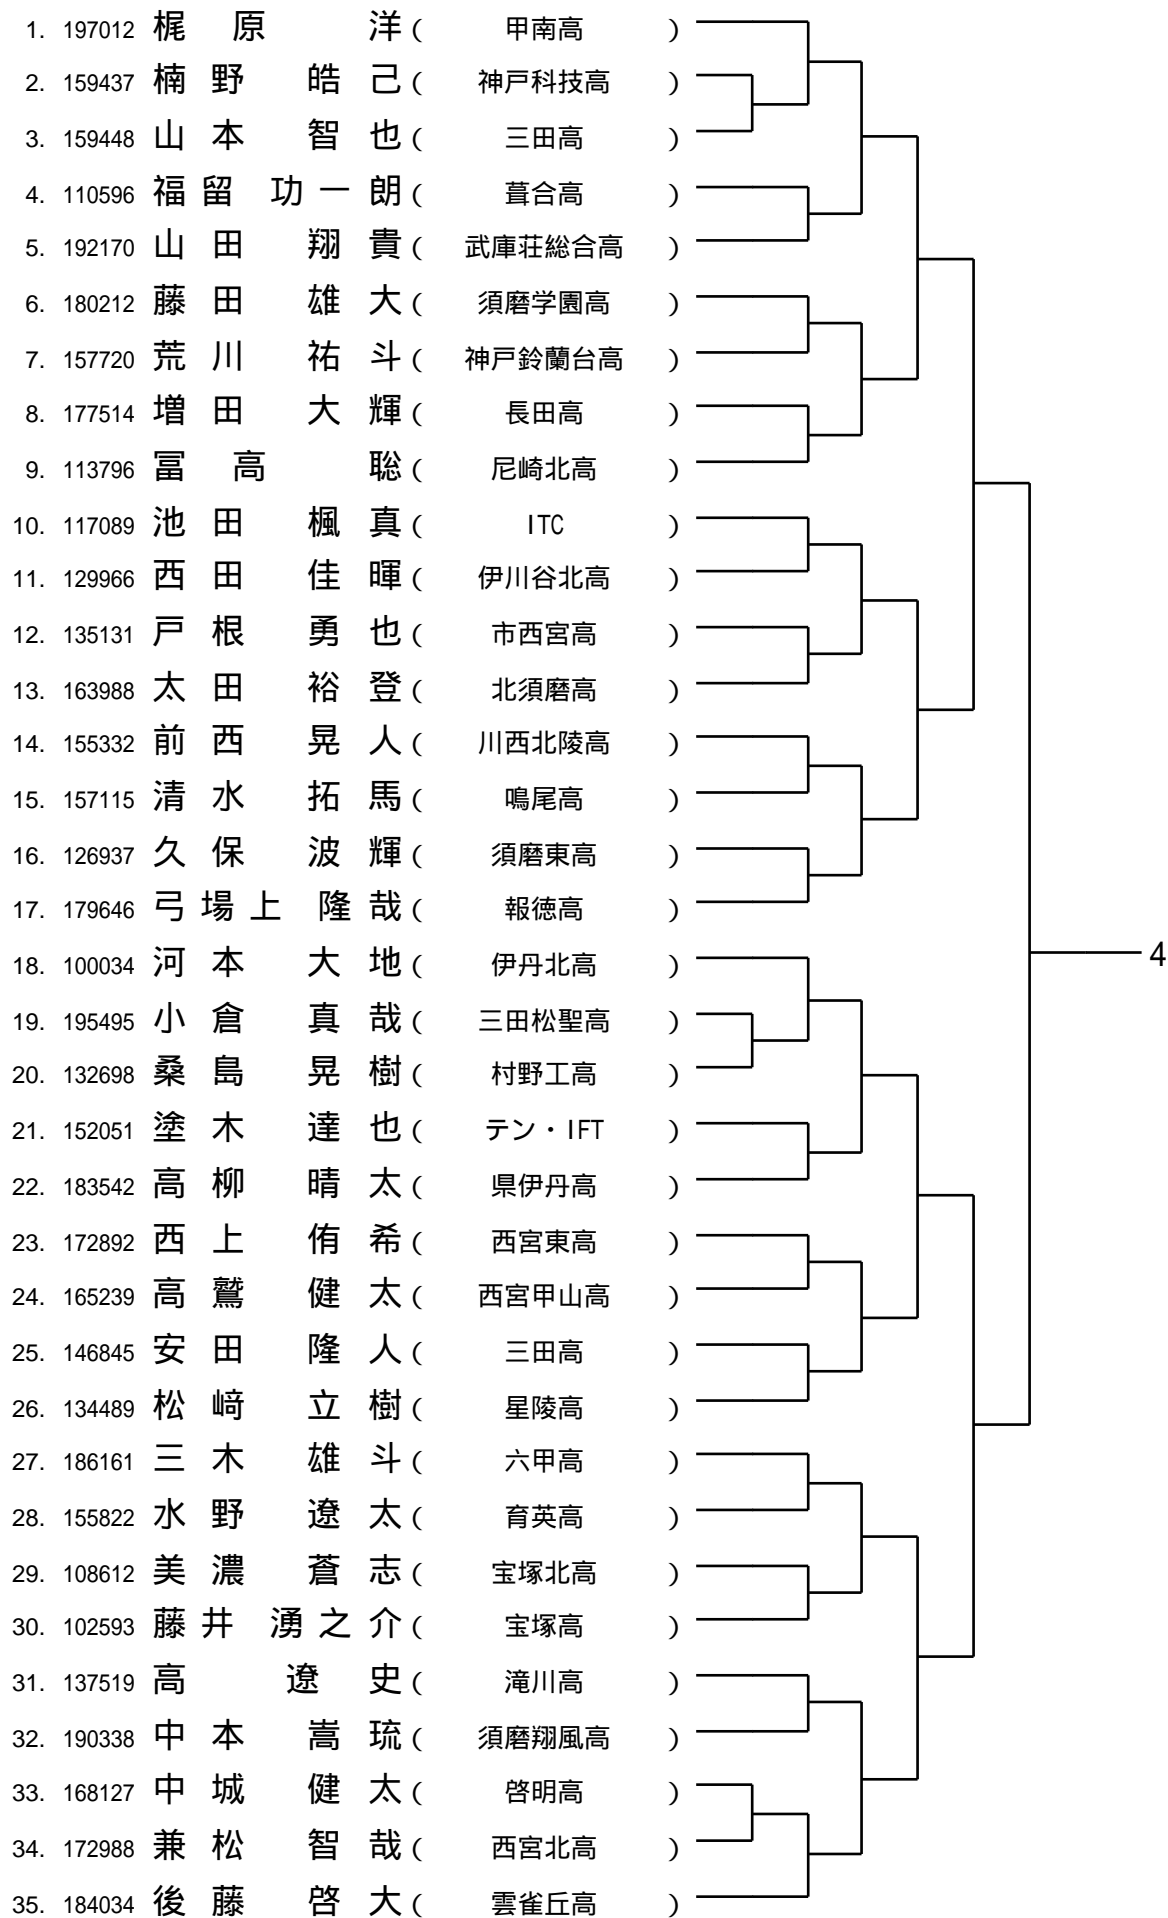 1. 197012 梶 原 洋 ( 甲南高 )
2. 159437 楠 野 皓 己 ( 神戸科技高 )
3. 159448 山 本 智 也 ( 三田高 )
4. 110596 福 留 功 一 朗 ( 葺合高 )
5. 192170 山 田 翔 貴 ( 武庫荘総合高 )
6. 180212 藤 田 雄 大 ( 須磨学園高 )
7. 157720 荒 川 祐 斗 ( 神戸鈴蘭台高 )
8. 177514 増 田 大 輝 ( 長田高 )
9. 113796 冨 高 聡 ( 尼崎北高 )
10. 117089 池 田 楓 真 ( ITC )
11. 129966 西 田 佳 暉 ( 伊川谷北高 )
12. 135131 戸 根 勇 也 ( 市西宮高 )
13. 163988 太 田 裕 登 ( 北須磨高 )
14. 155332 前 西 晃 人 ( 川西北陵高 )
15. 157115 清 水 拓 馬 ( 鳴尾高 )
16. 126937 久 保 波 輝 ( 須磨東高 )
17. 179646 弓 場 上 隆 哉 ( 報徳高 )
18. 100034 河 本 大 地 ( 伊丹北高 )
4
19. 195495 小 倉 真 哉 ( 三田松聖高 )
20. 132698 桑 島 晃 樹 ( 村野工高 )
21. 152051 塗 木 達 也 ( テン・IFT )
22. 183542 高 柳 晴 太 ( 県伊丹高 )
23. 172892 西 上 侑 希 ( 西宮東高 )
24. 165239 高 鷲 健 太 ( 西宮甲山高 )
25. 146845 安 田 隆 人 ( 三田高 )
26. 134489 松 﨑 立 樹 ( 星陵高 )
27. 186161 三 木 雄 斗 ( 六甲高 )
28. 155822 水 野 遼 太 ( 育英高 )
29. 108612 美 濃 蒼 志 ( 宝塚北高 )
30. 102593 藤 井 湧 之 介 ( 宝塚高 )
31. 137519 高 遼 史 ( 滝川高 )
32. 190338 中 本 嵩 琉 ( 須磨翔風高 )
33. 168127 中 城 健 太 ( 啓明高 )
34. 172988 兼 松 智 哉 ( 西宮北高 )
35. 184034 後 藤 啓 大 ( 雲雀丘高 )